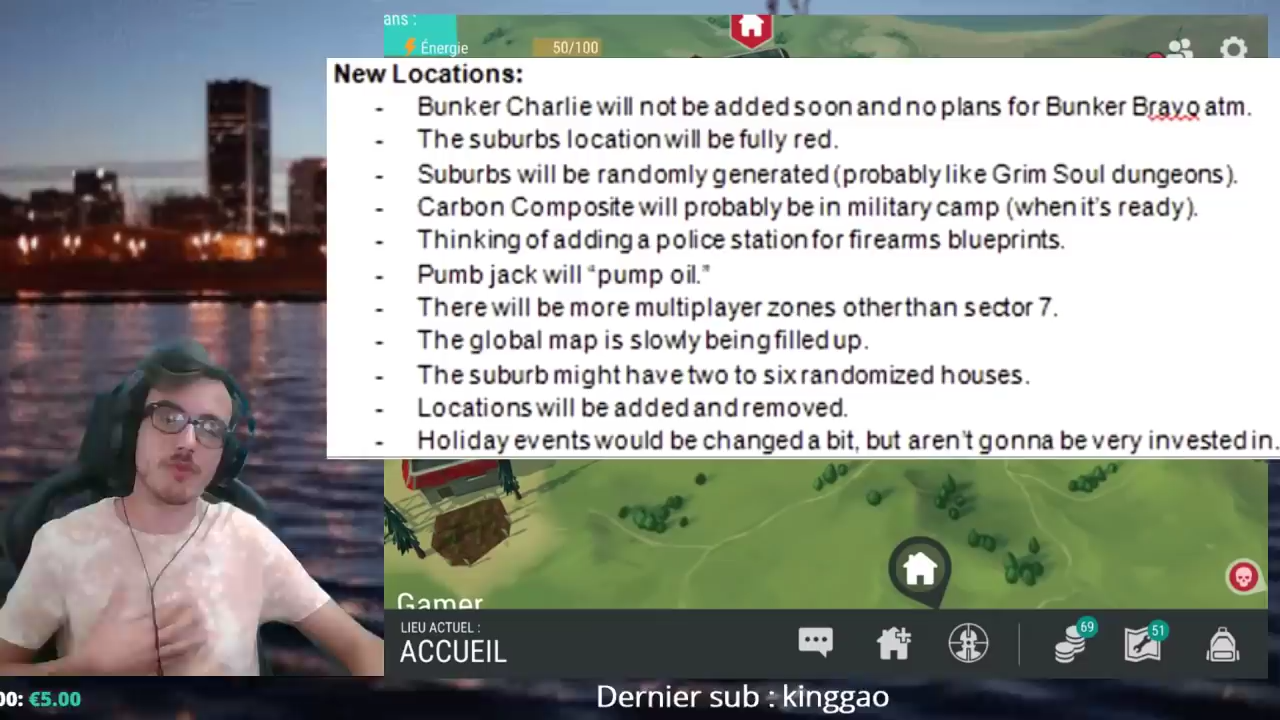 ans :
Énergie
50/100
New Locations:
- Bunker Charlie will not be added soon and no plans for Bunker Bravo atm.
- The suburbs location will be fully red.
- Suburbs will be randomly generated (probably like Grim Soul dungeons).
- Carbon Composite will probably be in military camp (when it's ready).
- Thinking of adding a police station for firearms blueprints.
- Pumb jack will “pump oil.”
- There will be more multiplayer zones other than sector 7.
- The global map is slowly being filled up.
- The suburb might have two to six randomized houses.
- Locations will be added and removed.
- Holiday events would be changed a bit, but aren't gonna be very invested in.
Gamer
LIEU ACTUEL :
ACCUEIL
69
51
00: €5.00
Dernier sub : kinggao